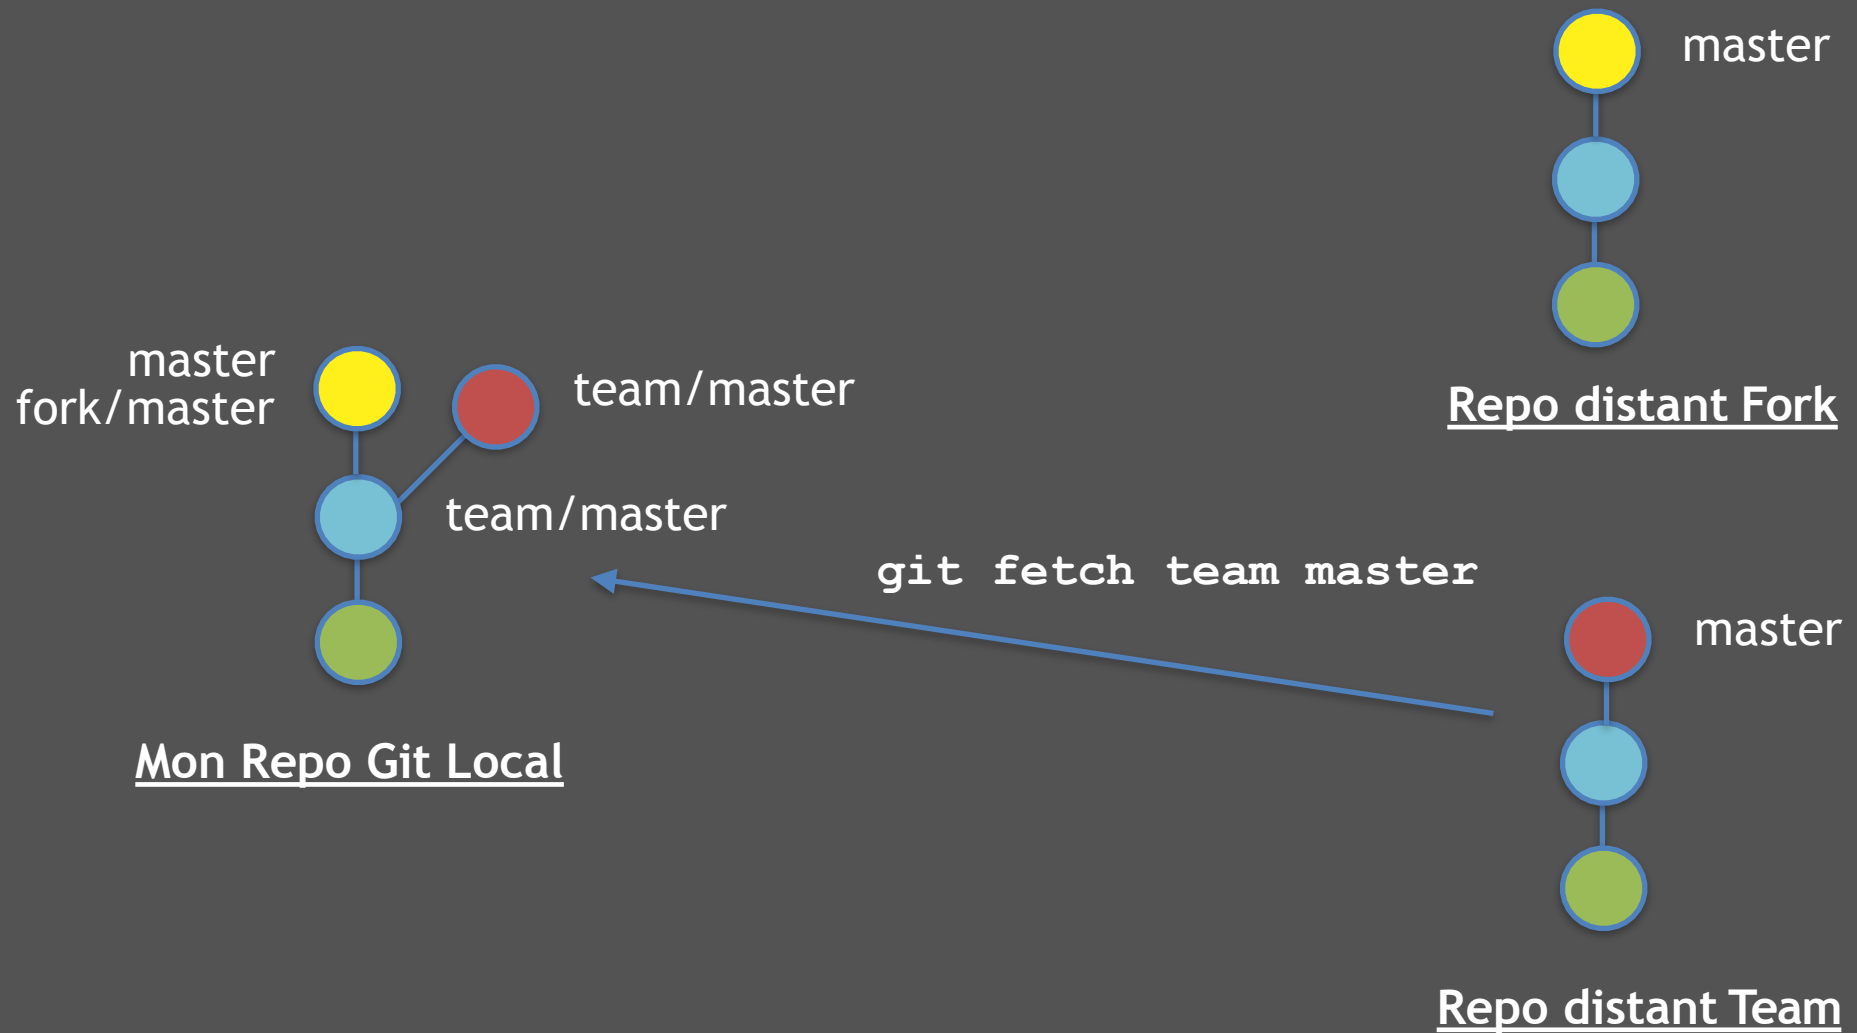 master
Repo distant Fork
master
fork/master
team/master
team/master
git fetch team master
master
Mon Repo Git Local
Repo distant Team